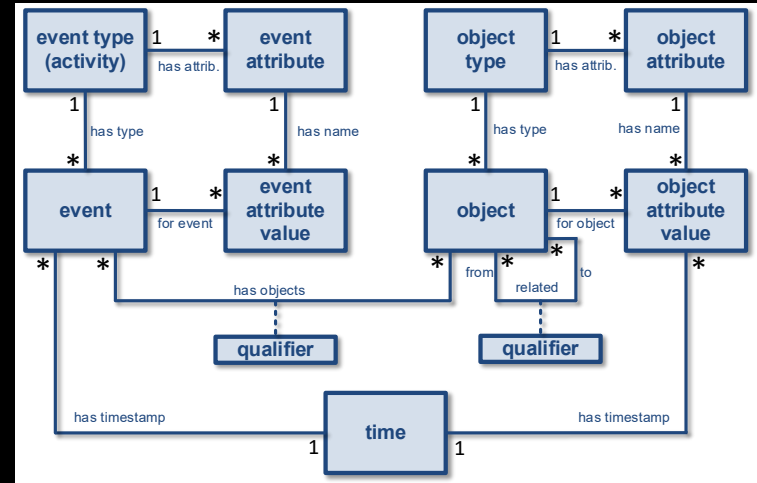 event type
(activity)
1
*
has attrib.
event
attribute
object
type
1
*
has attrib.
object
attribute
1
has type
*
1
has name
*
1
has type
*
1
has name
*
event
1
*
for event
event
attribute
value
object
1
*
for object
object
attribute
value
*
*
has objects
*
from
*
related
*
to
*
qualifier
qualifier
has timestamp
1
time
has timestamp
1